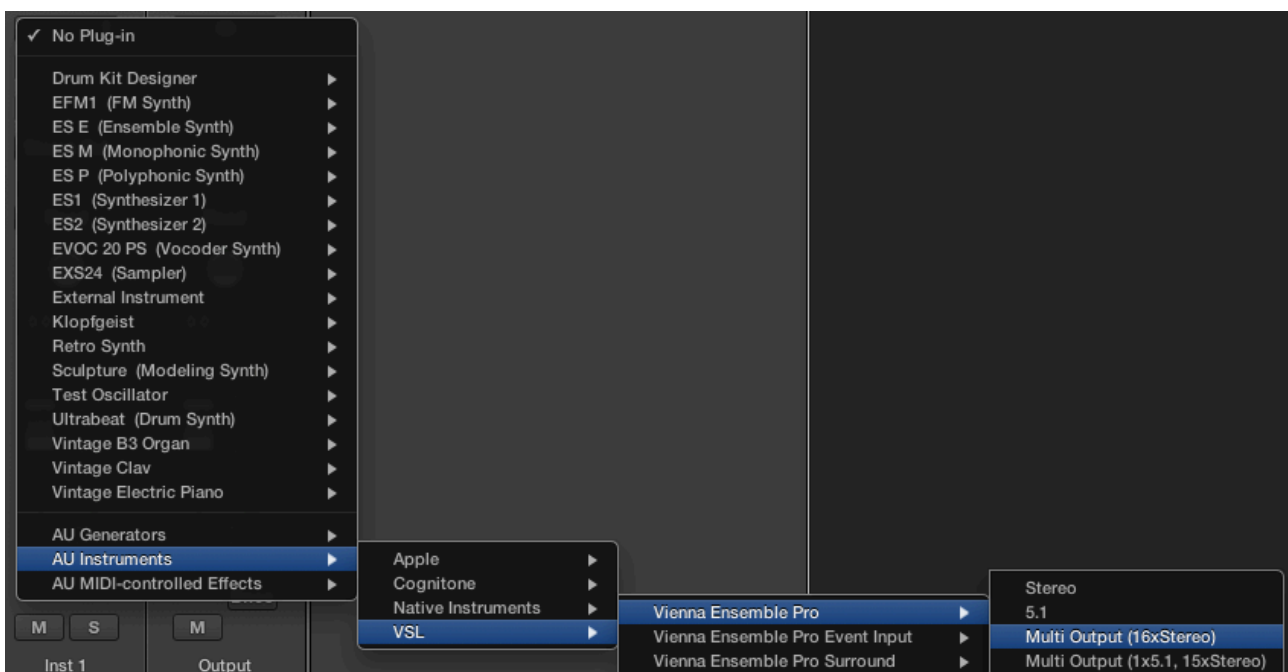 ✓ No Plug-in
Drum Kit Designer
EFM1 (FM Synth)
ES E (Ensemble Synth)
ES M (Monophonic Synth)
ES P (Polyphonic Synth)
ES1 (Synthesizer 1)
ES2 (Synthesizer 2)
EVOC 20 PS (Vocoder Synth)
EXS24 (Sampler)
External Instrument
Klopfgeist
Retro Synth
Sculpture (Modeling Synth)
Test Oscillator
Ultrabeat (Drum Synth)
Vintage B3 Organ
Vintage Clav
Vintage Electric Piano
AU Generators
AU Instruments
AU MIDI-controlled Effects
Apple
Cognitone
Native Instruments
VSL
Vienna Ensemble Pro
Vienna Ensemble Pro Event Input
Vienna Ensemble Pro Surround
Stereo
5.1
Multi Output (16xStereo)
Multi Output (1x5.1, 15xStereo)
M S M
Inst 1 Output